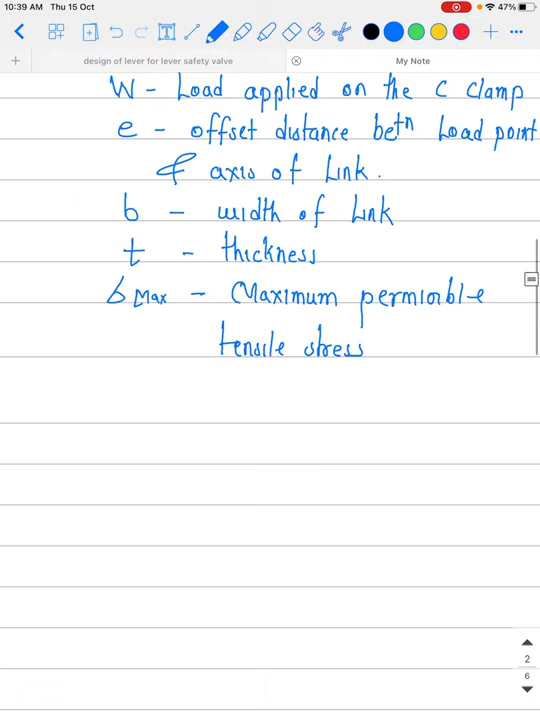 10:39 AM Thu 15 Oct
47%
design of lever for lever safety valve
My Note
W - Load applied on the C clamp
e - offset distance betn Load point
& axis of Link.
b - width of Link
t - thickness
σ Max - Maximum permissible
tensile stress
2
6